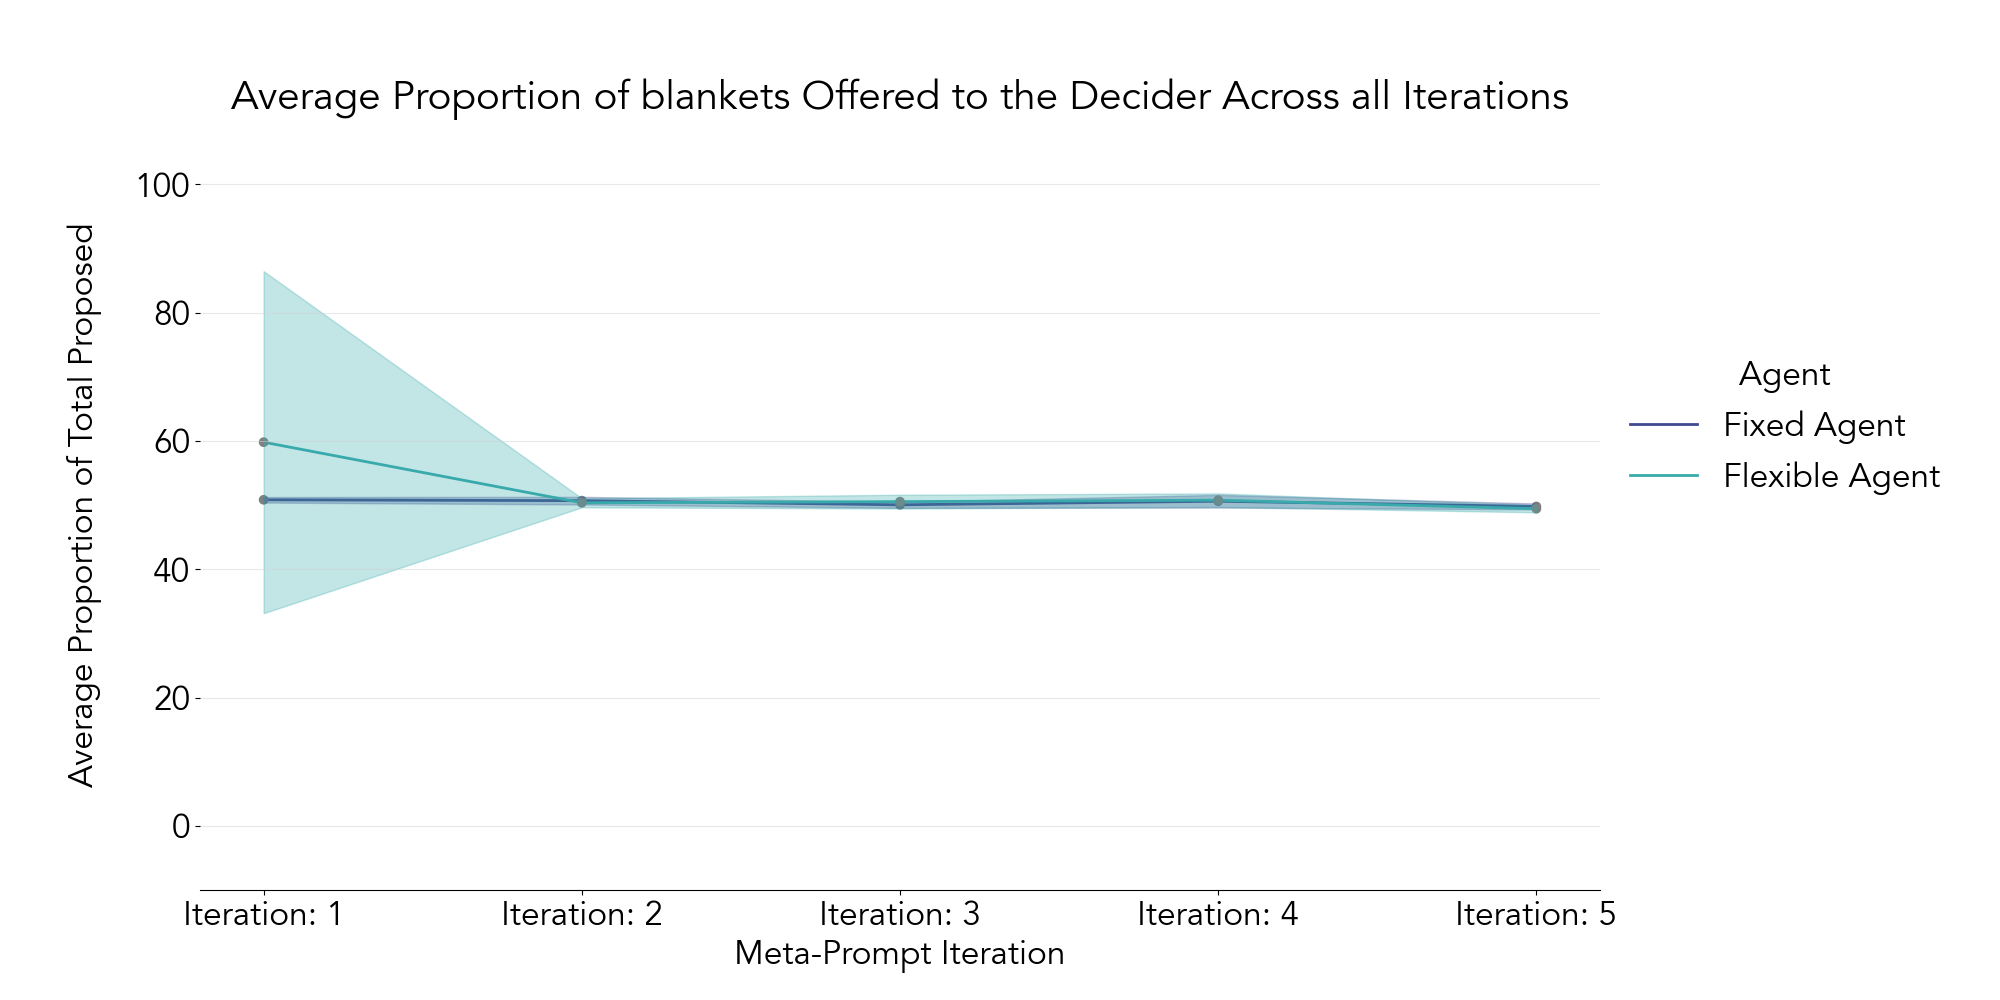 Average Proportion of blankets Offered to the Decider Across all Iterations
Average Proportion of Total Proposed
100
80
60
40
20
0
Iteration: 1
Iteration: 2
Iteration: 3
Iteration: 4
Iteration: 5
Meta-Prompt Iteration
Agent
Fixed Agent
Flexible Agent